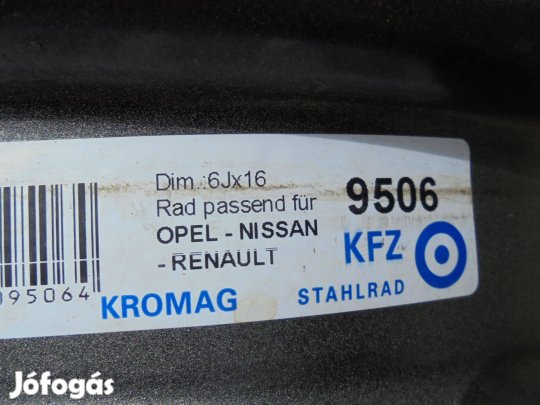 Dim.:6Jx16
Rad passend für
OPEL - NISSAN
- RENAULT
9506
KFZ
095064
KROMAG
STAHLRAD
Jófogás